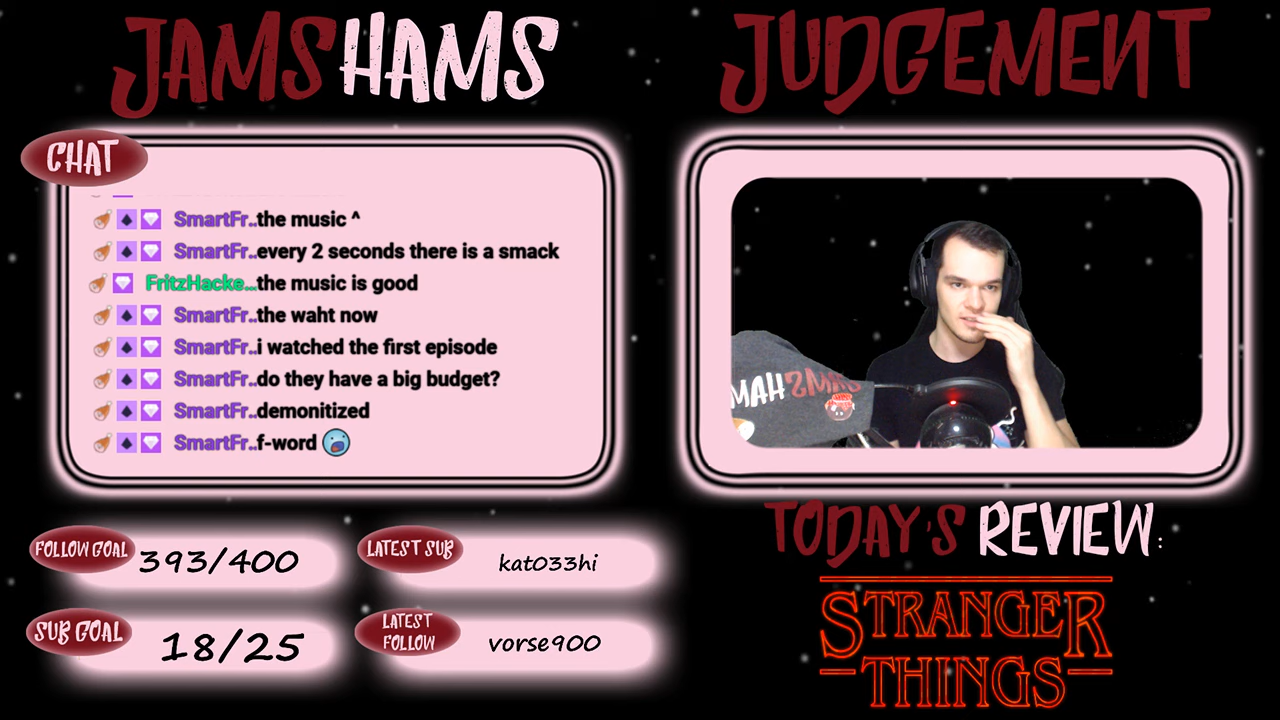 JAMSHAMS
JUDGEMENT
CHAT
SmartFr..the music ^
SmartFr..every 2 seconds there is a smack
FritzHacke...the music is good
SmartFr..the waht now
SmartFr..i watched the first episode
SmartFr..do they have a big budget?
SmartFr..demonitized
SmartFr..f-word
HAMSMAL
FOLLOW GOAL 393/400
LATEST SUB kat033hi
SUB GOAL 18/25
LATEST
FOLLOW
vorse900
TODAY'S REVIEW:
STRANGER
THINGS